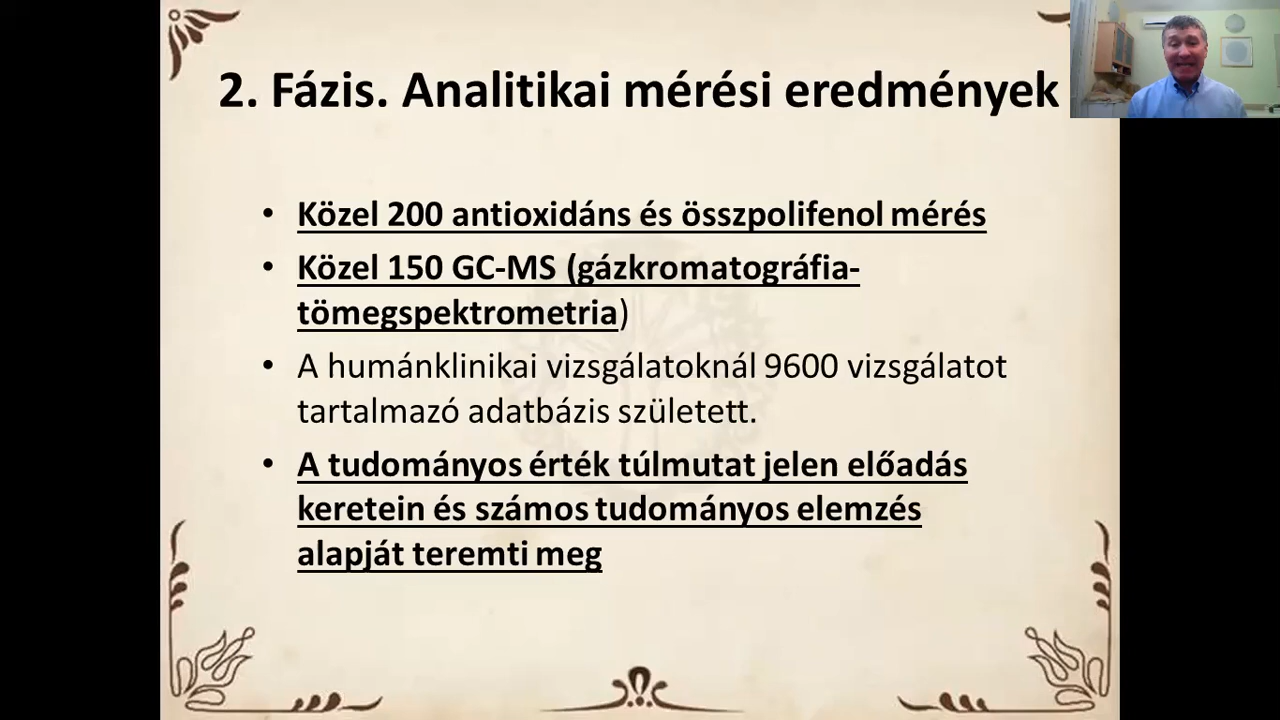 2. Fázis. Analitikai mérési eredmények
• Közel 200 antioxidáns és összpolifenol mérés
• Közel 150 GC-MS (gázkromatográfia-
tömegspektrometria)
• A humánklinikai vizsgálatoknál 9600 vizsgálatot
tartalmazó adatbázis született.
• A tudományos érték túlmutat jelen előadás
keretein és számos tudományos elemzés
alapját teremti meg